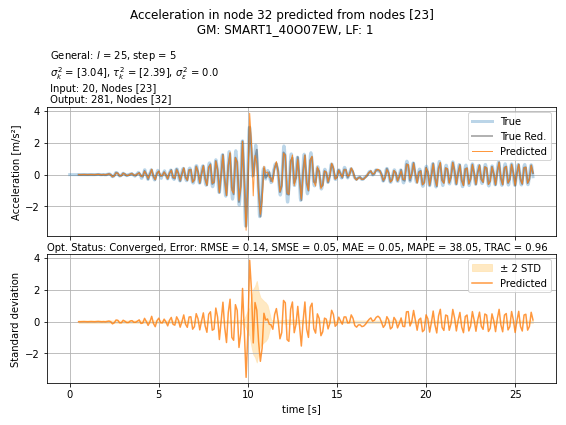 Acceleration in node 32 predicted from nodes [23]
GM: SMART1_40O07EW, LF: 1
General: l = 25, step = 5
σ²ₖ = [3.04], τ²ₖ = [2.39], σ²ε = 0.0
Input: 20, Nodes [23]
Output: 281, Nodes [32]
4
2
0
−2
Acceleration [m/s²]
True
True Red.
Predicted
Opt. Status: Converged, Error: RMSE = 0.14, SMSE = 0.05, MAE = 0.05, MAPE = 38.05, TRAC = 0.96
4
2
0
−2
Standard deviation
± 2 STD
Predicted
0 5 10 15 20 25
time [s]